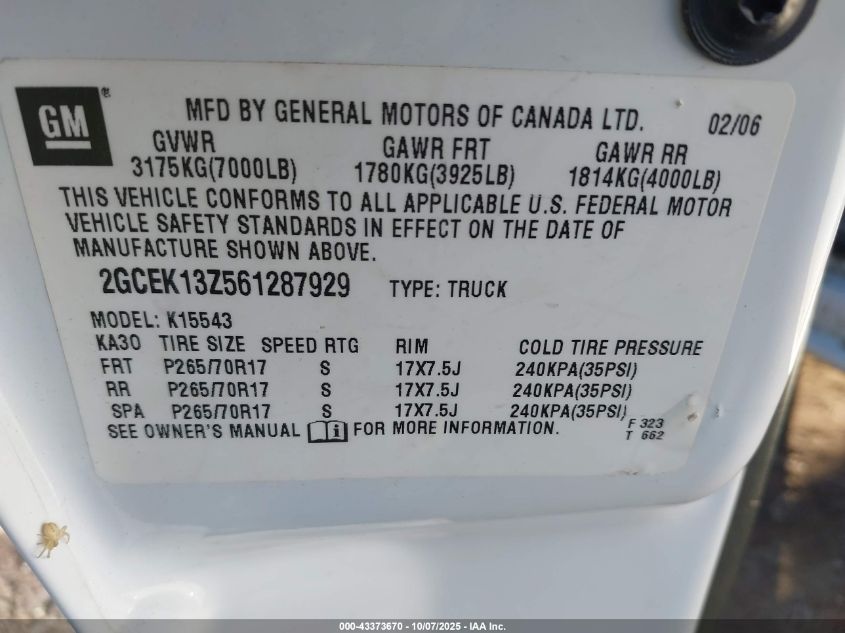 GM®
MFD BY GENERAL MOTORS OF CANADA LTD. 02/06
GVWR GAWR FRT GAWR RR
3175KG(7000LB) 1780KG(3925LB) 1814KG(4000LB)
THIS VEHICLE CONFORMS TO ALL APPLICABLE U.S. FEDERAL MOTOR
VEHICLE SAFETY STANDARDS IN EFFECT ON THE DATE OF
MANUFACTURE SHOWN ABOVE.
2GCEK13Z561287929 TYPE: TRUCK
MODEL: K15543
KA30 TIRE SIZE SPEED RTG RIM COLD TIRE PRESSURE
FRT P265/70R17 S 17X7.5J 240KPA(35PSI)
RR P265/70R17 S 17X7.5J 240KPA(35PSI)
SPA P265/70R17 S 17X7.5J 240KPA(35PSI)
SEE OWNER'S MANUAL FOR MORE INFORMATION.
F 323
T 662
000-43373670 - 10/07/2025 - IAA Inc.